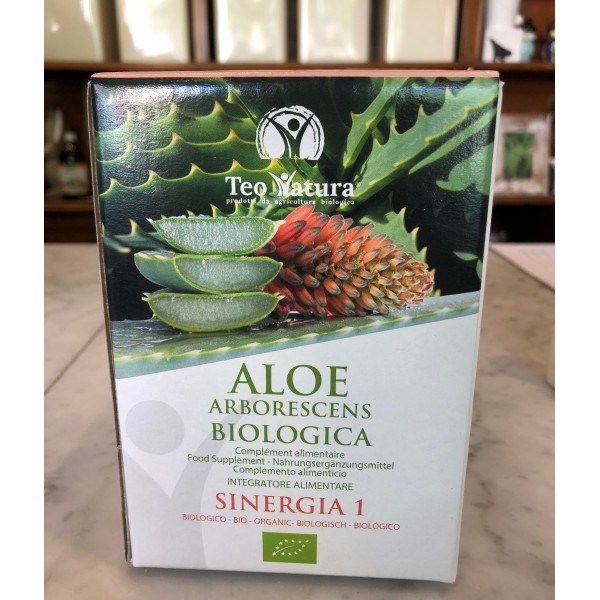 Teo Natura
prodotti da agricoltura biologica
ALOE
ARBORESCENS
BIOLOGICA
Complément alimentaire
Food Supplement - Nahrungsergänzungsmittel
Complemento alimenticio
INTEGRATORE ALIMENTARE
SINERGIA 1
BIOLOGICO - BIO - ORGANIC- BIOLOGISCH - BIOLÓGICO